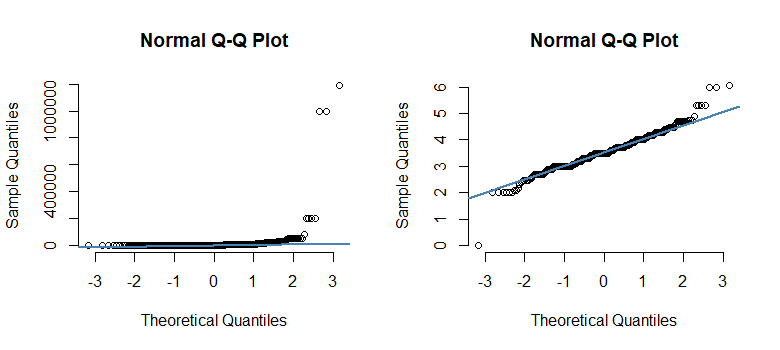 Normal Q-Q Plot
Sample Quantiles
0
400000
1000000
-3 -2 -1 0 1 2 3
Theoretical Quantiles
Normal Q-Q Plot
Sample Quantiles
0 1 2 3 4 5 6
-3 -2 -1 0 1 2 3
Theoretical Quantiles